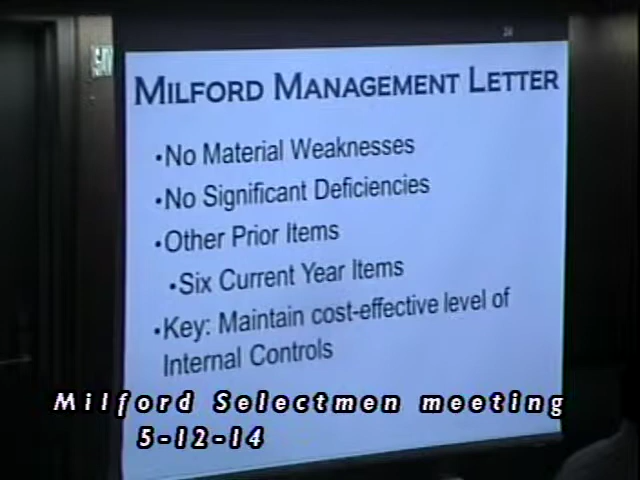 MILFORD MANAGEMENT LETTER
•No Material Weaknesses
•No Significant Deficiencies
•Other Prior Items
•Six Current Year Items
•Key: Maintain cost-effective level of
Internal Controls
Milford Selectmen meeting
5-12-14